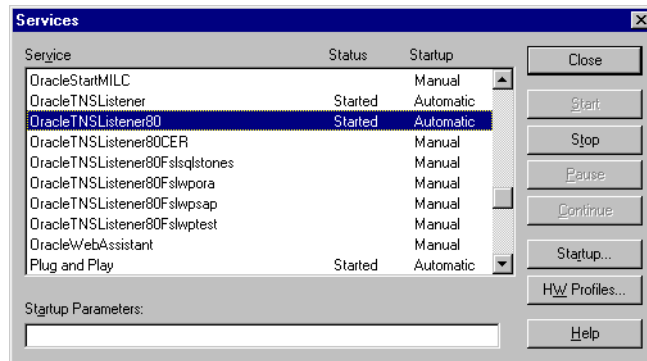 Services
Service Status Startup
OracleStartMILC Manual
OracleTNSListener Started Automatic
OracleTNSListener80 Started Automatic
OracleTNSListener80CER Manual
OracleTNSListener80Fslsqlstones Manual
OracleTNSListener80Fslwpora Manual
OracleTNSListener80Fslwpsap Manual
OracleTNSListener80Fslwptest Manual
OracleWebAssistant Manual
Plug and Play Started Automatic
Startup Parameters:
Close
Start
Stop
Pause
Continue
Startup...
HW Profiles...
Help